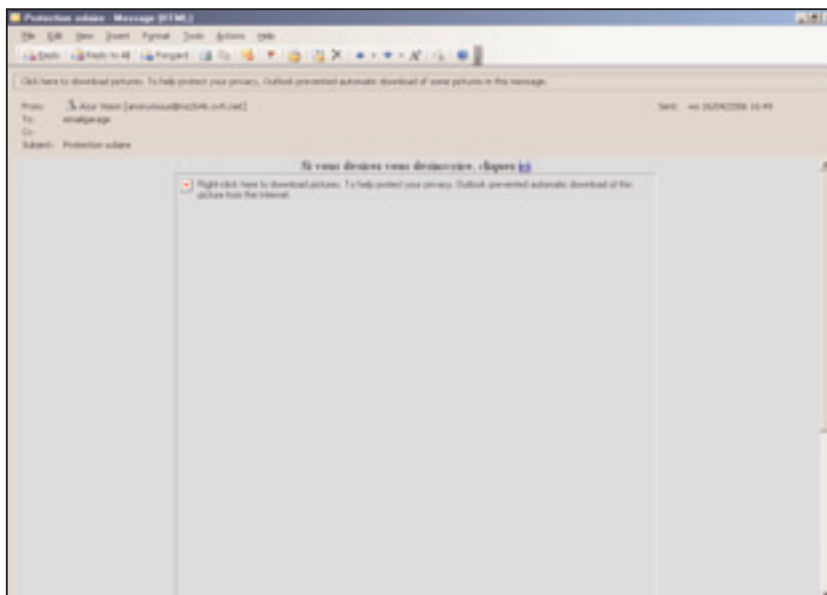 Protection solaire - Message (HTML)
File Edit View Insert Format Tools Actions Help
Reply Reply to All Forward
Click here to download pictures. To help protect your privacy, Outlook prevented automatic download of some pictures in this message.
From: Azur Vision
Sent:
To: emailgarage
Cc:
Subject: Protection solaire
Si vous desirez vous desinscrire, cliquez ici
Right-click here to download pictures. To help protect your privacy, Outlook prevented automatic download of this
picture from the Internet.